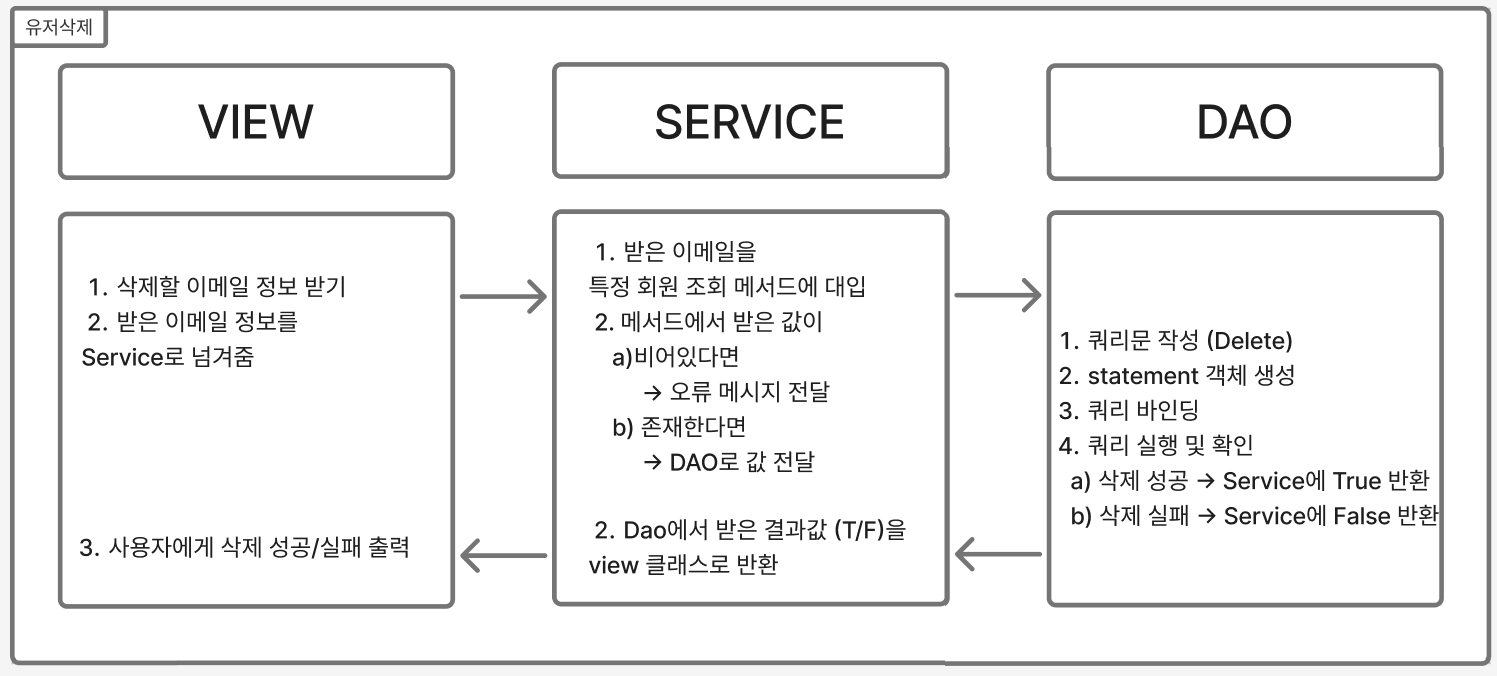 유저삭제
VIEW
SERVICE
DAO
1. 삭제할 이메일 정보 받기
2. 받은 이메일 정보를
Service로 넘겨줌
3. 사용자에게 삭제 성공/실패 출력
1. 받은 이메일을
특정 회원 조회 메서드에 대입
2. 메서드에서 받은 값이
a)비어있다면
→ 오류 메시지 전달
b) 존재한다면
→ DAO로 값 전달
2. Dao에서 받은 결과값 (T/F)을
view 클래스로 반환
1. 쿼리문 작성 (Delete)
2. statement 객체 생성
3. 쿼리 바인딩
4. 쿼리 실행 및 확인
a) 삭제 성공 → Service에 True 반환
b) 삭제 실패 → Service에 False 반환